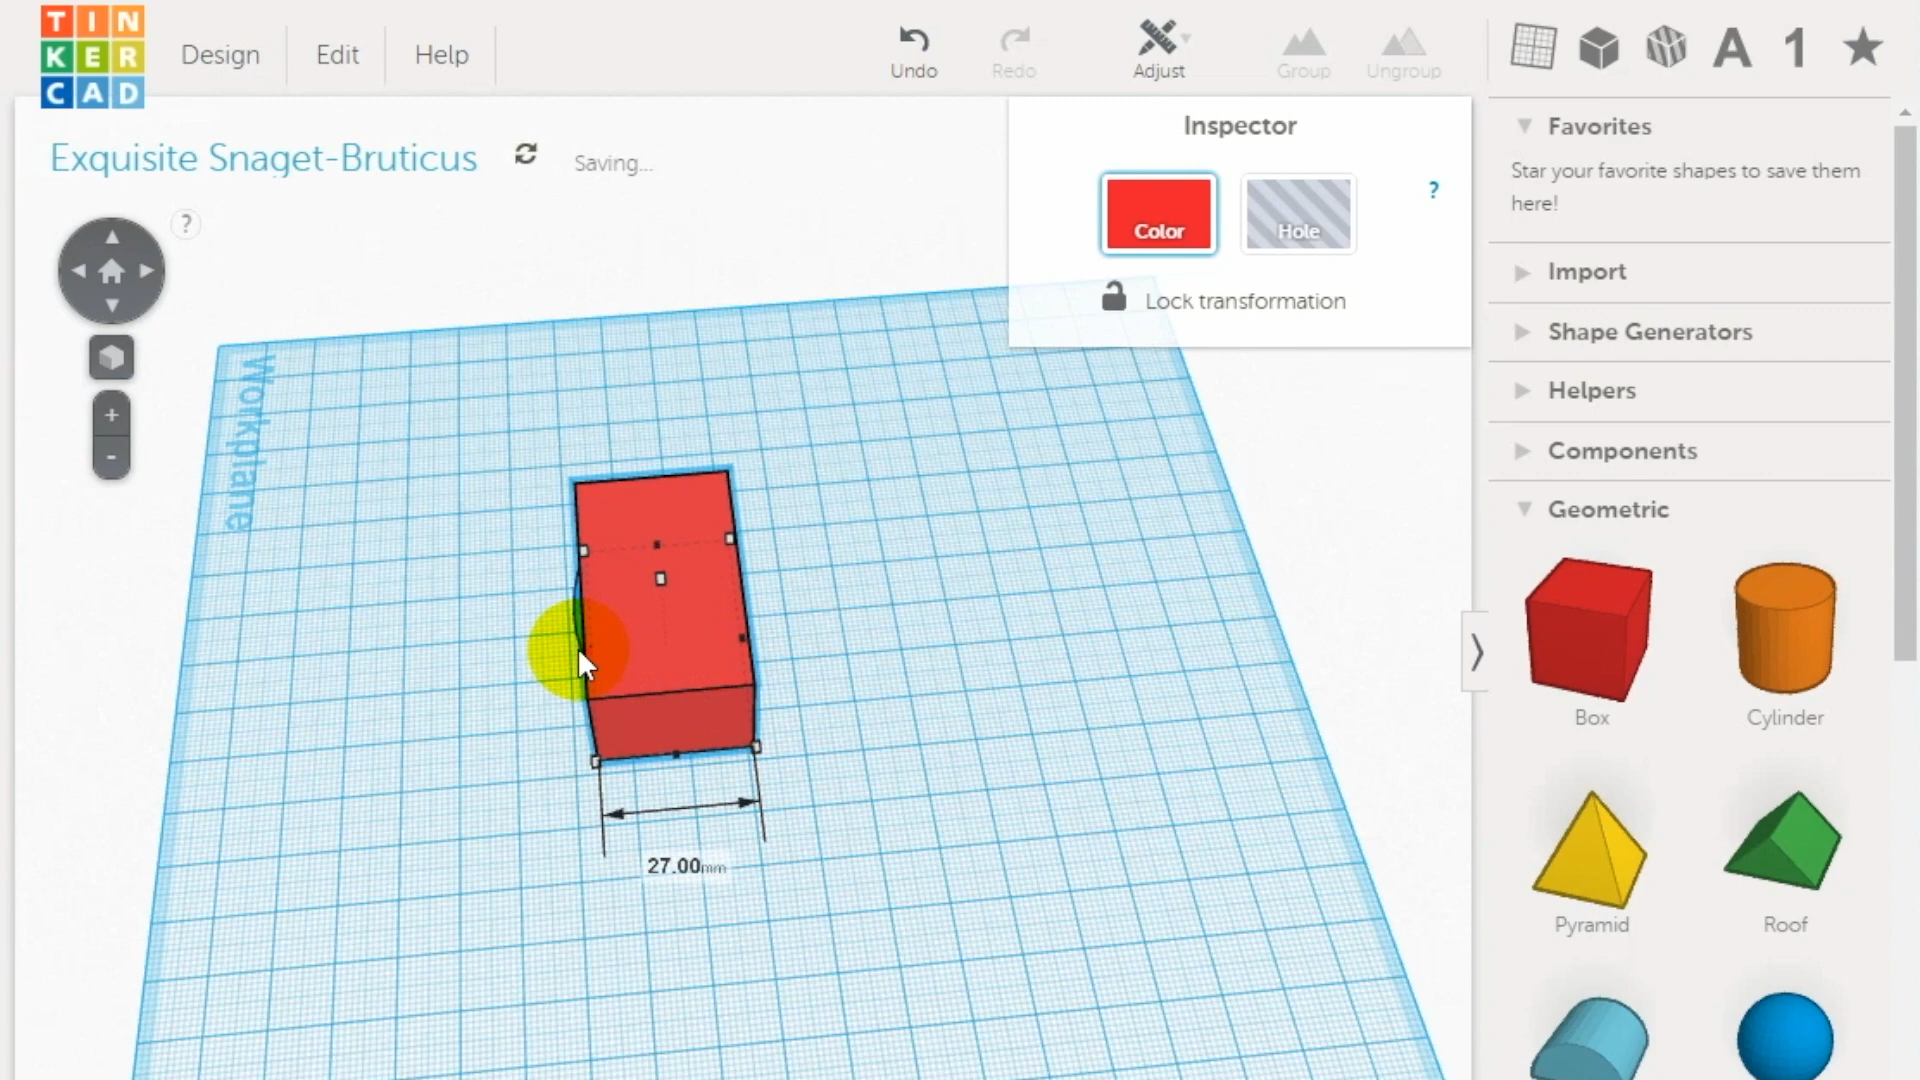 TIN
KER
CAD
Design
Edit
Help
Undo
Redo
Adjust
Group
Ungroup
A
1
Exquisite Snaget-Bruticus
Saving...
?
Inspector
Color
Hole
?
Lock transformation
Workplane
+
-
27.00mm
Favorites
Star your favorite shapes to save them
here!
Import
Shape Generators
Helpers
Components
Geometric
Box
Cylinder
Pyramid
Roof